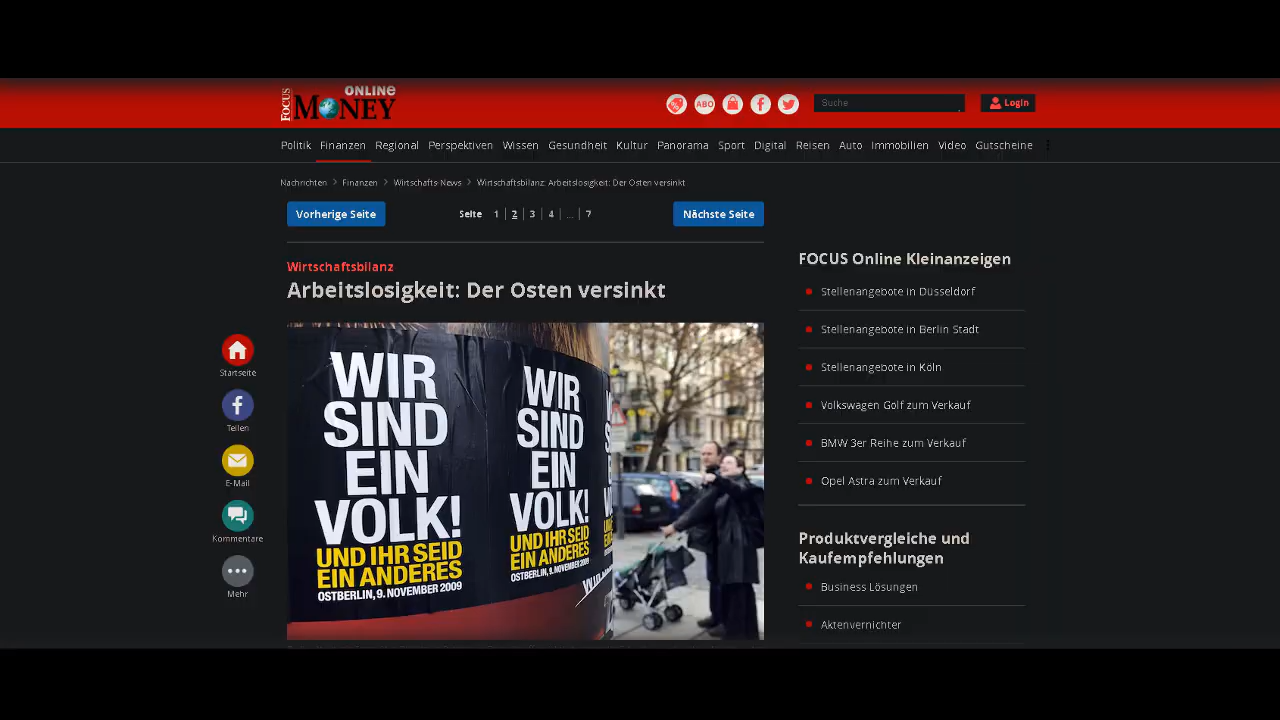 FOCUS ONLINE MONEY
ABO
Suche
Login
Politik Finanzen Regional Perspektiven Wissen Gesundheit Kultur Panorama Sport Digital Reisen Auto Immobilien Video Gutscheine
Nachrichten > Finanzen > Wirtschafts-News > Wirtschaftsbilanz: Arbeitslosigkeit: Der Osten versinkt
Vorherige Seite
Seite 1 | 2 | 3 | 4 | ... | 7
Nächste Seite
Wirtschaftsbilanz
Arbeitslosigkeit: Der Osten versinkt
WIR
SIND
EIN
VOLK!
UND IHR SEID
EIN ANDERES
OSTBERLIN, 9. NOVEMBER 2009
WIR
SIND
EIN
VOLK!
UND IHR SEID
EIN ANDERES
OSTBERLIN, 9. NOVEMBER 2009
Startseite
Teilen
E-Mail
Kommentare
Mehr
FOCUS Online Kleinanzeigen
Stellenangebote in Düsseldorf
Stellenangebote in Berlin Stadt
Stellenangebote in Köln
Volkswagen Golf zum Verkauf
BMW 3er Reihe zum Verkauf
Opel Astra zum Verkauf
Produktvergleiche und
Kaufempfehlungen
Business Lösungen
Aktenvernichter